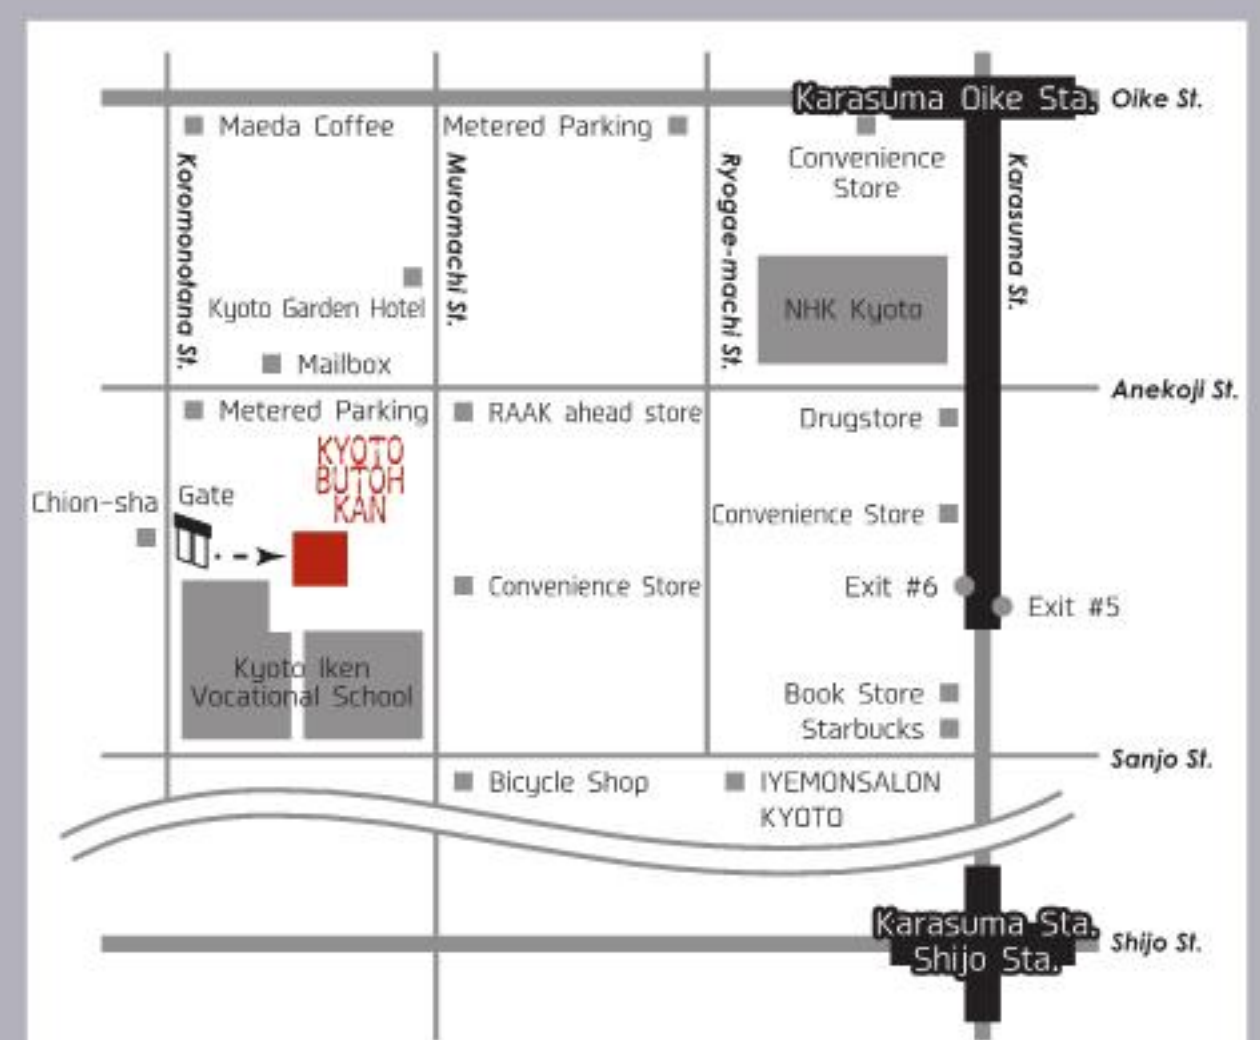 Karasuma Oike Sta.
Oike St.
Maeda Coffee
Metered Parking
Convenience
Store
Koromonotana St.
Muromachi St.
Ryogae-machi St.
Karasuma St.
Kyoto Garden Hotel
NHK Kyoto
Mailbox
Anekoji St.
Metered Parking
RAAK ahead store
Drugstore
KYOTO
BUTOH
KAN
Chion-sha
Gate
Convenience Store
Convenience Store
Exit #6
Exit #5
Kyoto Iken
Vocational School
Book Store
Starbucks
Sanjo St.
Bicycle Shop
IYEMONSALON
KYOTO
Karasuma Sta.
Shijo Sta.
Shijo St.